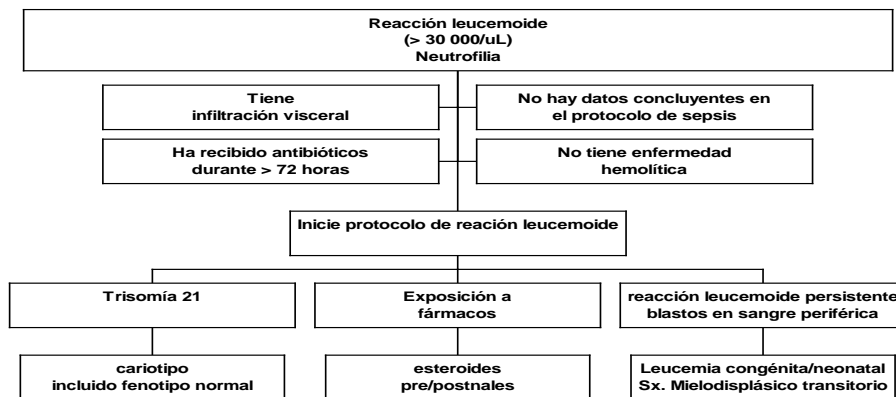 Reacción leucemoide
(> 30 000/uL)
Neutrofilia
Tiene
infiltración visceral
No hay datos concluyentes en
el protocolo de sepsis
Ha recibido antibióticos
durante > 72 horas
No tiene enfermedad
hemolítica
Inicie protocolo de reación leucemoide
Trisomía 21
Exposición a
fármacos
reacción leucemoide persistente
blastos en sangre periférica
cariotipo
incluido fenotipo normal
esteroides
pre/postnales
Leucemia congénita/neonatal
Sx. Mielodisplásico transitorio